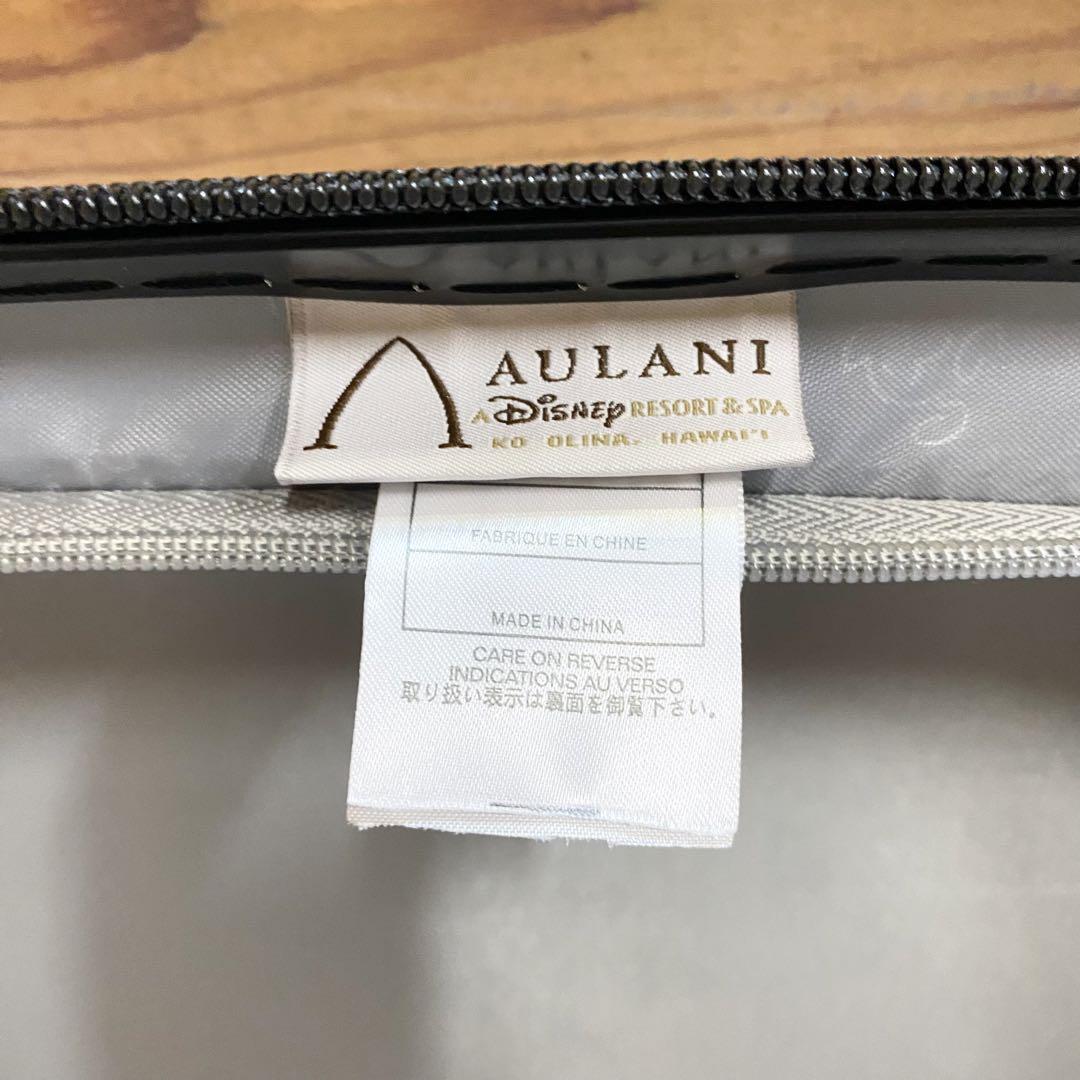 AULANI
A Disney RESORT & SPA
KO OLINA, HAWAI'I
FABRIQUE EN CHINE
MADE IN CHINA
CARE ON REVERSE
INDICATIONS AU VERSO
取り扱い表示は裏面を御覧下さい。